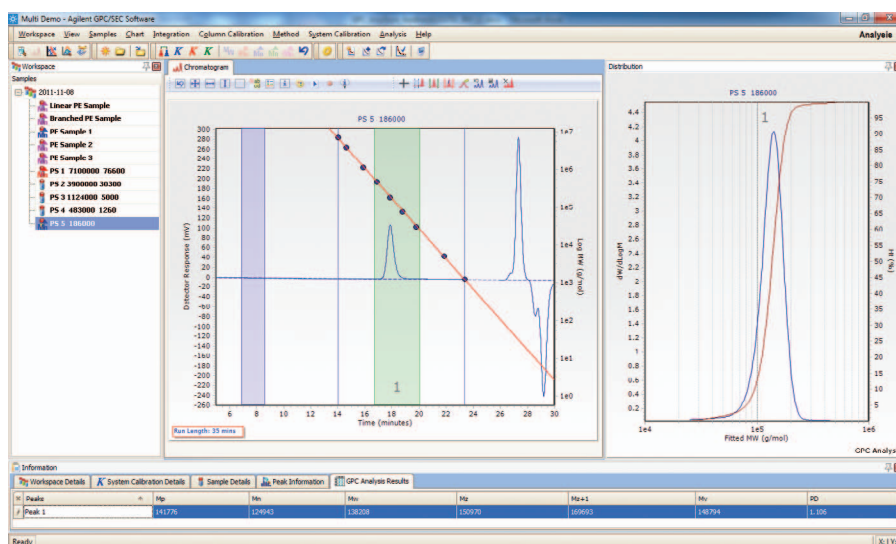 Multi Demo - Agilent GPC/SEC Software
Workspace View Samples Chart Integration Column Calibration Method System Calibration Analysis Help
Analysis
Workspace
Samples
2011-11-08
Linear PE Sample
Branched PE Sample
PE Sample 1
PE Sample 2
PE Sample 3
PS 1 7100000 76600
PS 2 3900000 30300
PS 3 1124000 5000
PS 4 483000 1260
PS 5 186000
Chromatogram
PS 5 186000
Detector Response (mV)
300
280
260
240
220
200
180
160
140
120
100
80
60
40
20
0
-20
-40
-60
-80
-100
-120
-140
-160
-180
-200
-220
-240
-260
6 8 10 12 14 16 18 20 22 24 26 28 30
Time (minutes)
1
Log MW (g/mol)
1e7
1e6
1e5
1e4
1e3
1e2
1e1
1e0
Run Length: 35 mins
Distribution
PS 5 186000
1
dW/dLogM
4.4
4.2
4
3.8
3.6
3.4
3.2
3
2.8
2.6
2.4
2.2
2
1.8
1.6
1.4
1.2
1
0.8
0.6
0.4
0.2
1e4 1e5 1e6
Fitted MW (g/mol)
Ht (%)
95
90
85
80
75
70
65
60
55
50
45
40
35
30
25
20
15
10
5
GPC Analys
Information
Workspace Details System Calibration Details Sample Details Peak Information GPC Analysis Results
Peaks Mp Mn Mw Mz Mz+1 Mv PD
Peak 1 141776 124943 138208 150970 169693 148794 1.106
Ready